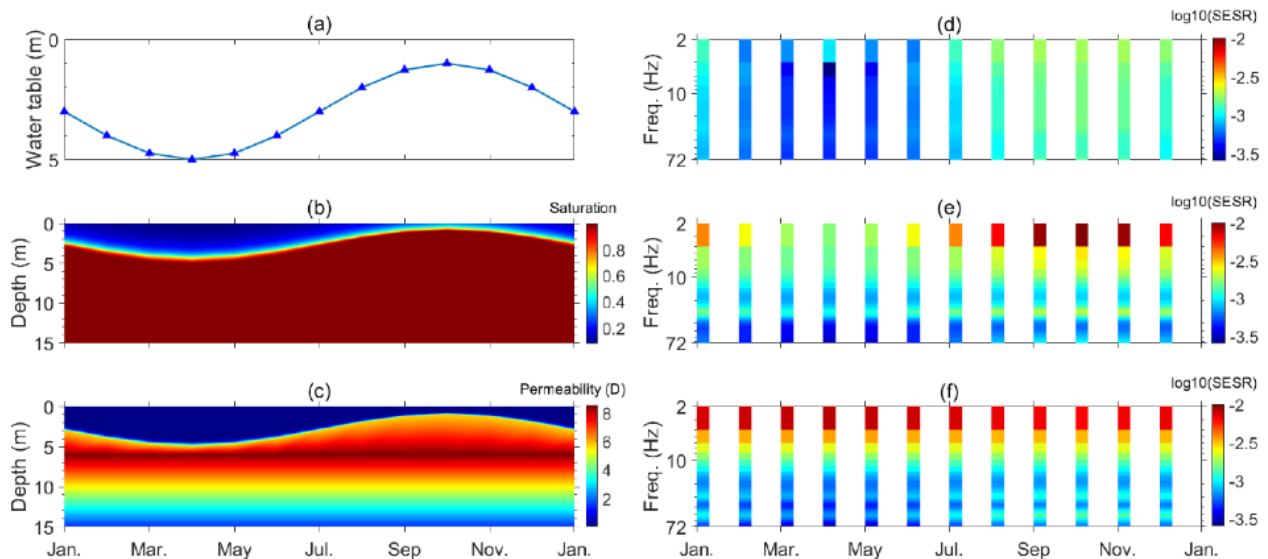 (a)
Water table (m)
0
5
(b)
Saturation
Depth (m)
0
5
10
15
0.8
0.6
0.4
0.2
(c)
Permeability (D)
Depth (m)
0
5
10
15
8
6
4
2
Jan. Mar. May Jul. Sep Nov. Jan.
(d)
log10(SESR)
Freq. (Hz)
2
10
72
-2
-2.5
-3
-3.5
(e)
log10(SESR)
Freq. (Hz)
2
10
72
-2
-2.5
-3
-3.5
(f)
log10(SESR)
Freq. (Hz)
2
10
72
-2
-2.5
-3
-3.5
Jan. Mar. May Jul. Sep Nov. Jan.